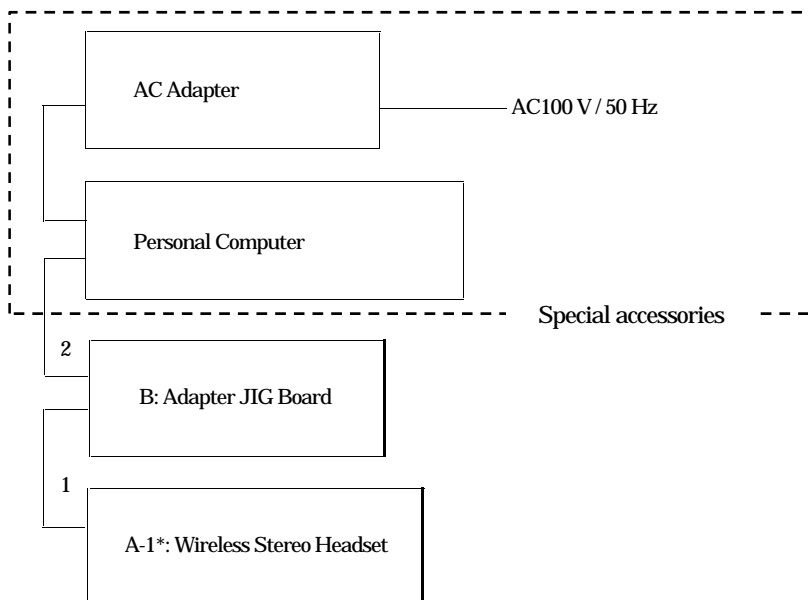 AC Adapter
AC100 V / 50 Hz
Personal Computer
Special accessories
2
B: Adapter JIG Board
1
A-1*: Wireless Stereo Headset